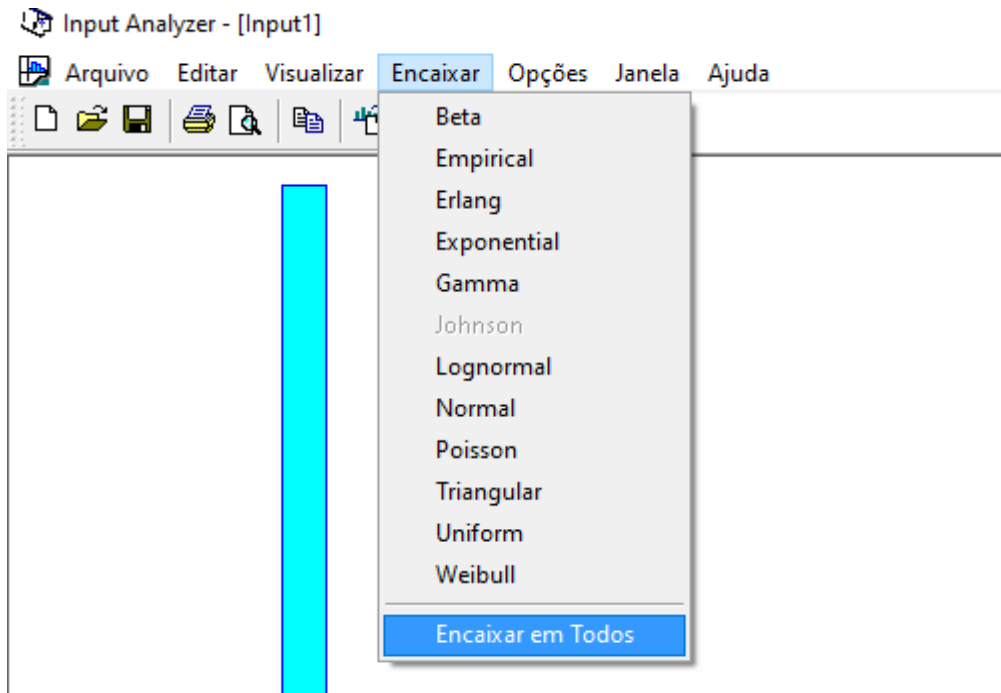 Input Analyzer - [Input1]
Arquivo Editar Visualizar Encaixar Opções Janela Ajuda
Beta
Empirical
Erlang
Exponential
Gamma
Johnson
Lognormal
Normal
Poisson
Triangular
Uniform
Weibull
Encaixar em Todos